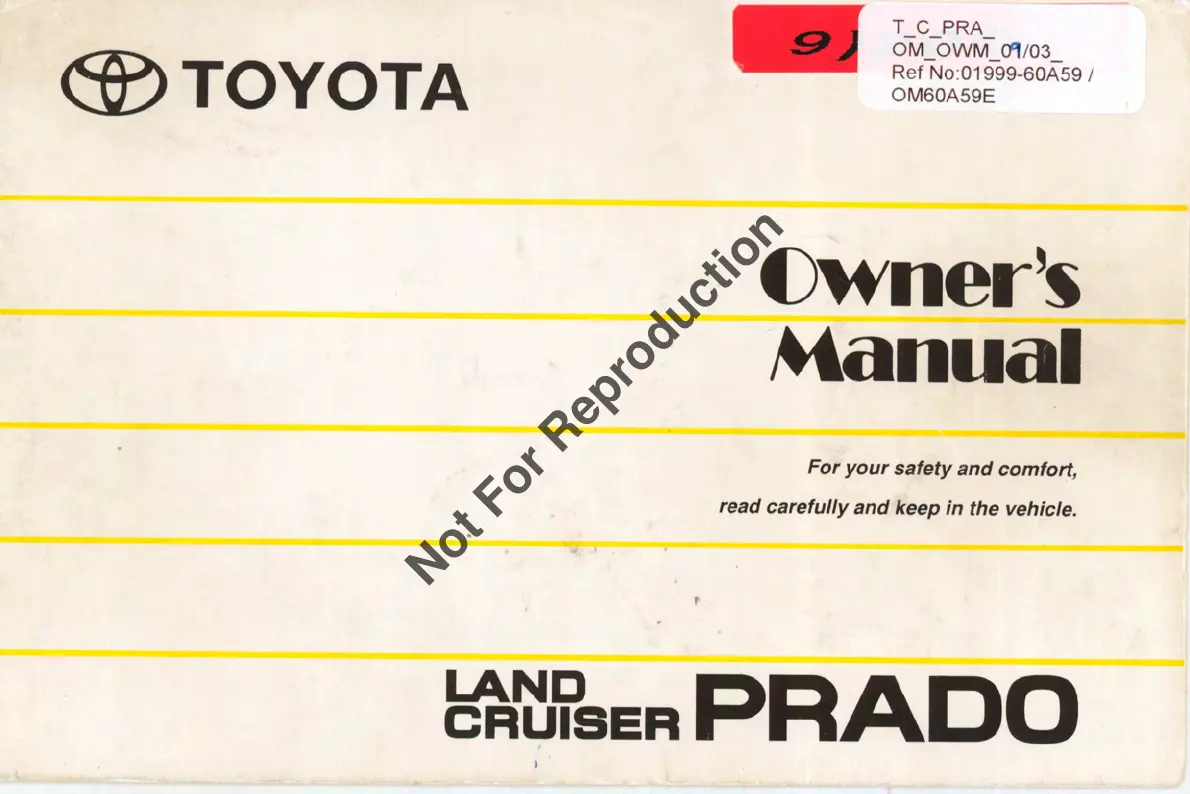 TOYOTA
T_C_PRA_
OM_OWM_09/03_
Ref No:01999-60A59 /
OM60A59E
Owner's
Manual
For your safety and comfort,
read carefully and keep in the vehicle.
Not For Reproduction
LAND
CRUISER
PRADO